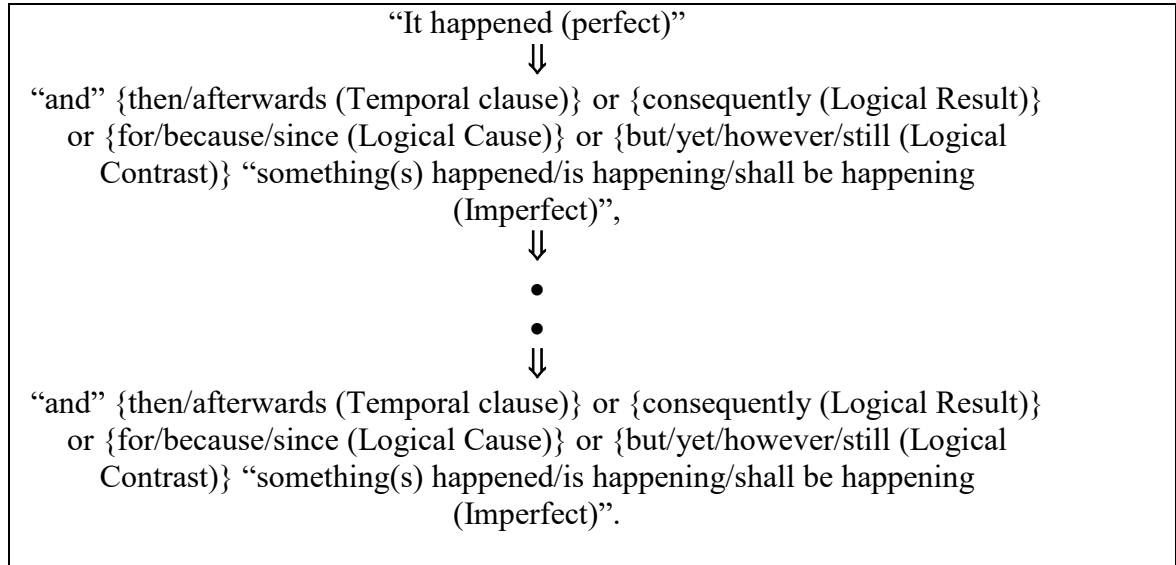 “It happened (perfect)”
⇓
“and” {then/afterwards (Temporal clause)} or {consequently (Logical Result)}
or {for/because/since (Logical Cause)} or {but/yet/however/still (Logical
Contrast)} “something(s) happened/is happening/shall be happening
(Imperfect)”,
⇓
•
•
⇓
“and” {then/afterwards (Temporal clause)} or {consequently (Logical Result)}
or {for/because/since (Logical Cause)} or {but/yet/however/still (Logical
Contrast)} “something(s) happened/is happening/shall be happening
(Imperfect)”.